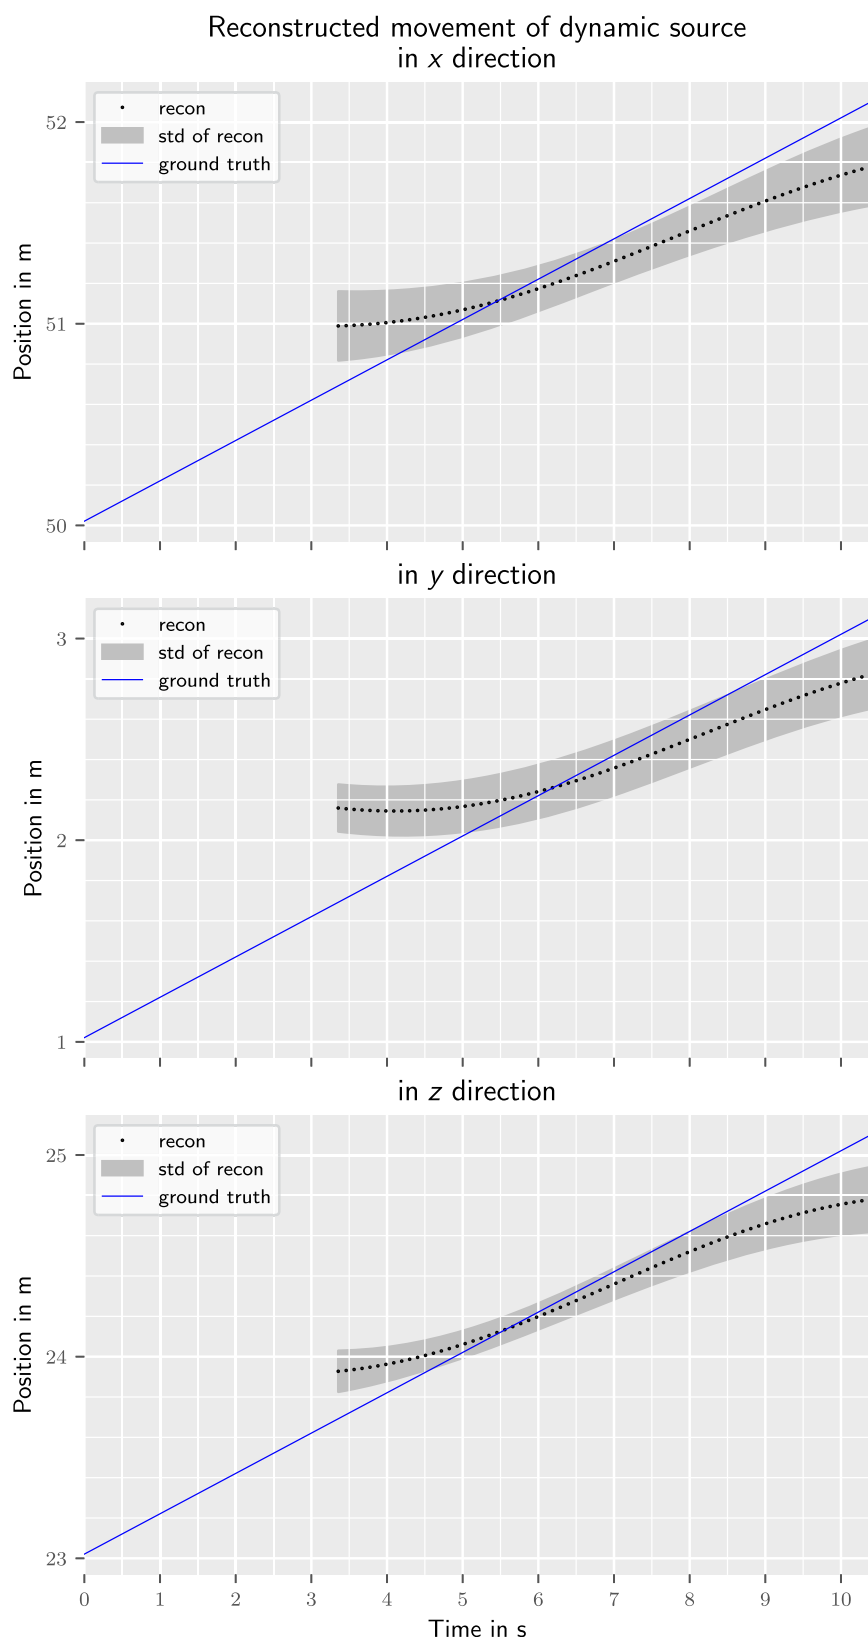 Reconstructed movement of dynamic source
in x direction
recon
std of recon
ground truth
52
51
50
Position in m
in y direction
recon
std of recon
ground truth
3
2
1
Position in m
in z direction
recon
std of recon
ground truth
25
24
23
Position in m
0 1 2 3 4 5 6 7 8 9 10
Time in s